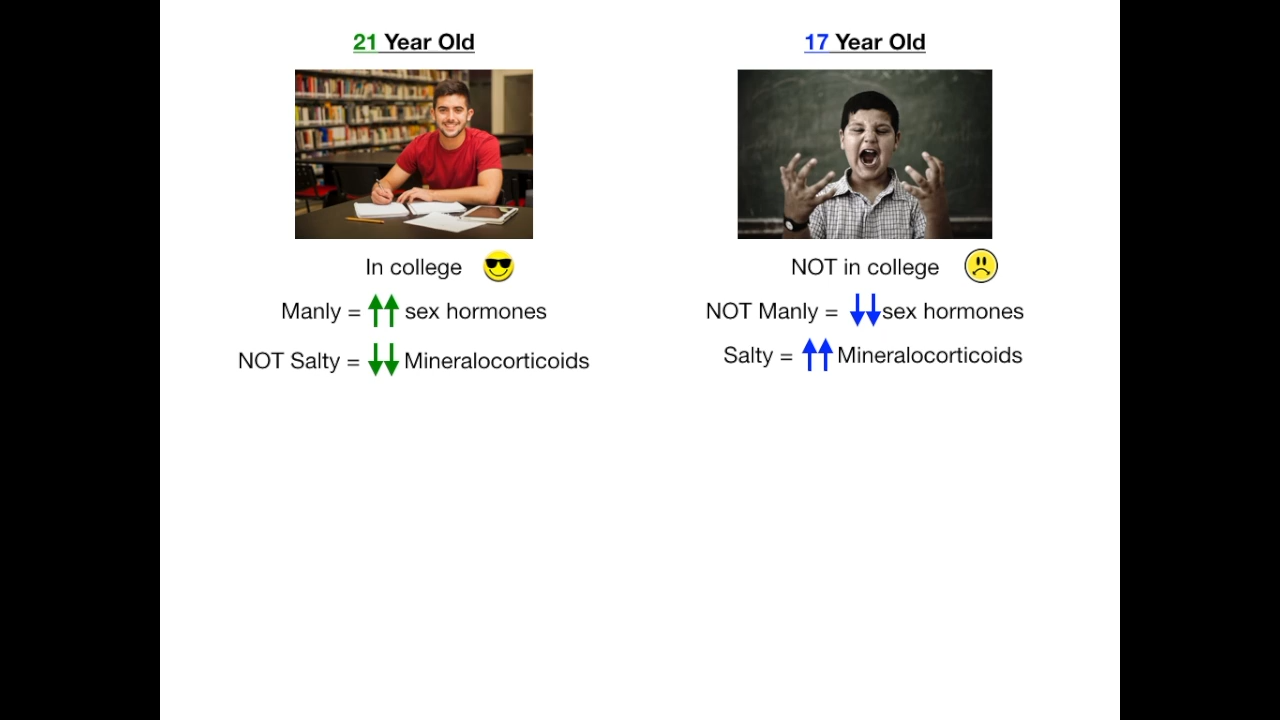 21 Year Old
In college
Manly = sex hormones
NOT Salty = Mineralocorticoids
17 Year Old
NOT in college
NOT Manly = sex hormones
Salty = Mineralocorticoids